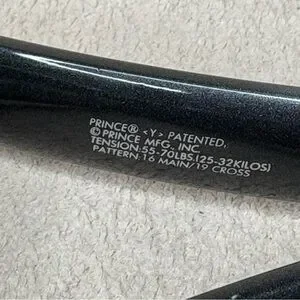 PRINCE® <Y> PATENTED,
© PRINCE MFG., INC.
TENSION:55-70LBS.(25-32KILOS)
PATTERN:16 MAIN/19 CROSS